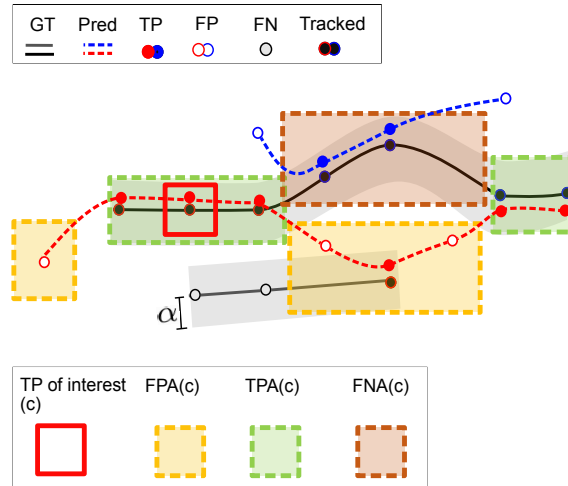 GT Pred TP FP FN Tracked
α
TP of interest FPA(c) TPA(c) FNA(c)
(c)